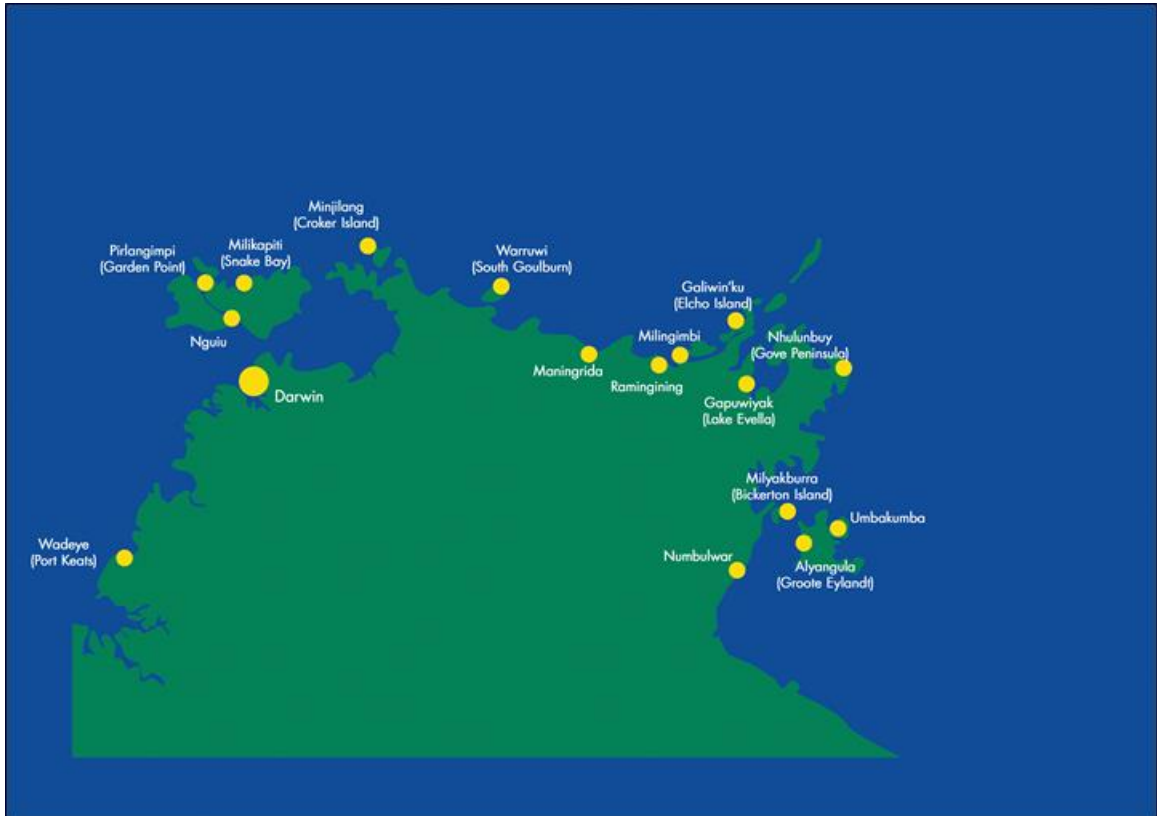 Minjilang
(Croker Island)
Pirlangimpi
(Garden Point)
Milikapiti
(Snake Bay)
Warruwi
(South Goulburn)
Galiwin'ku
(Elcho Island)
Nguiu
Milingimbi
Nhulunbuy
(Gove Peninsula)
Maningrida
Ramingining
Darwin
Gapuwiyak
(Lake Evella)
Milyakburra
(Bickerton Island)
Umbakumba
Wadeye
(Port Keats)
Numbulwar
Alyangula
(Groote Eylandt)